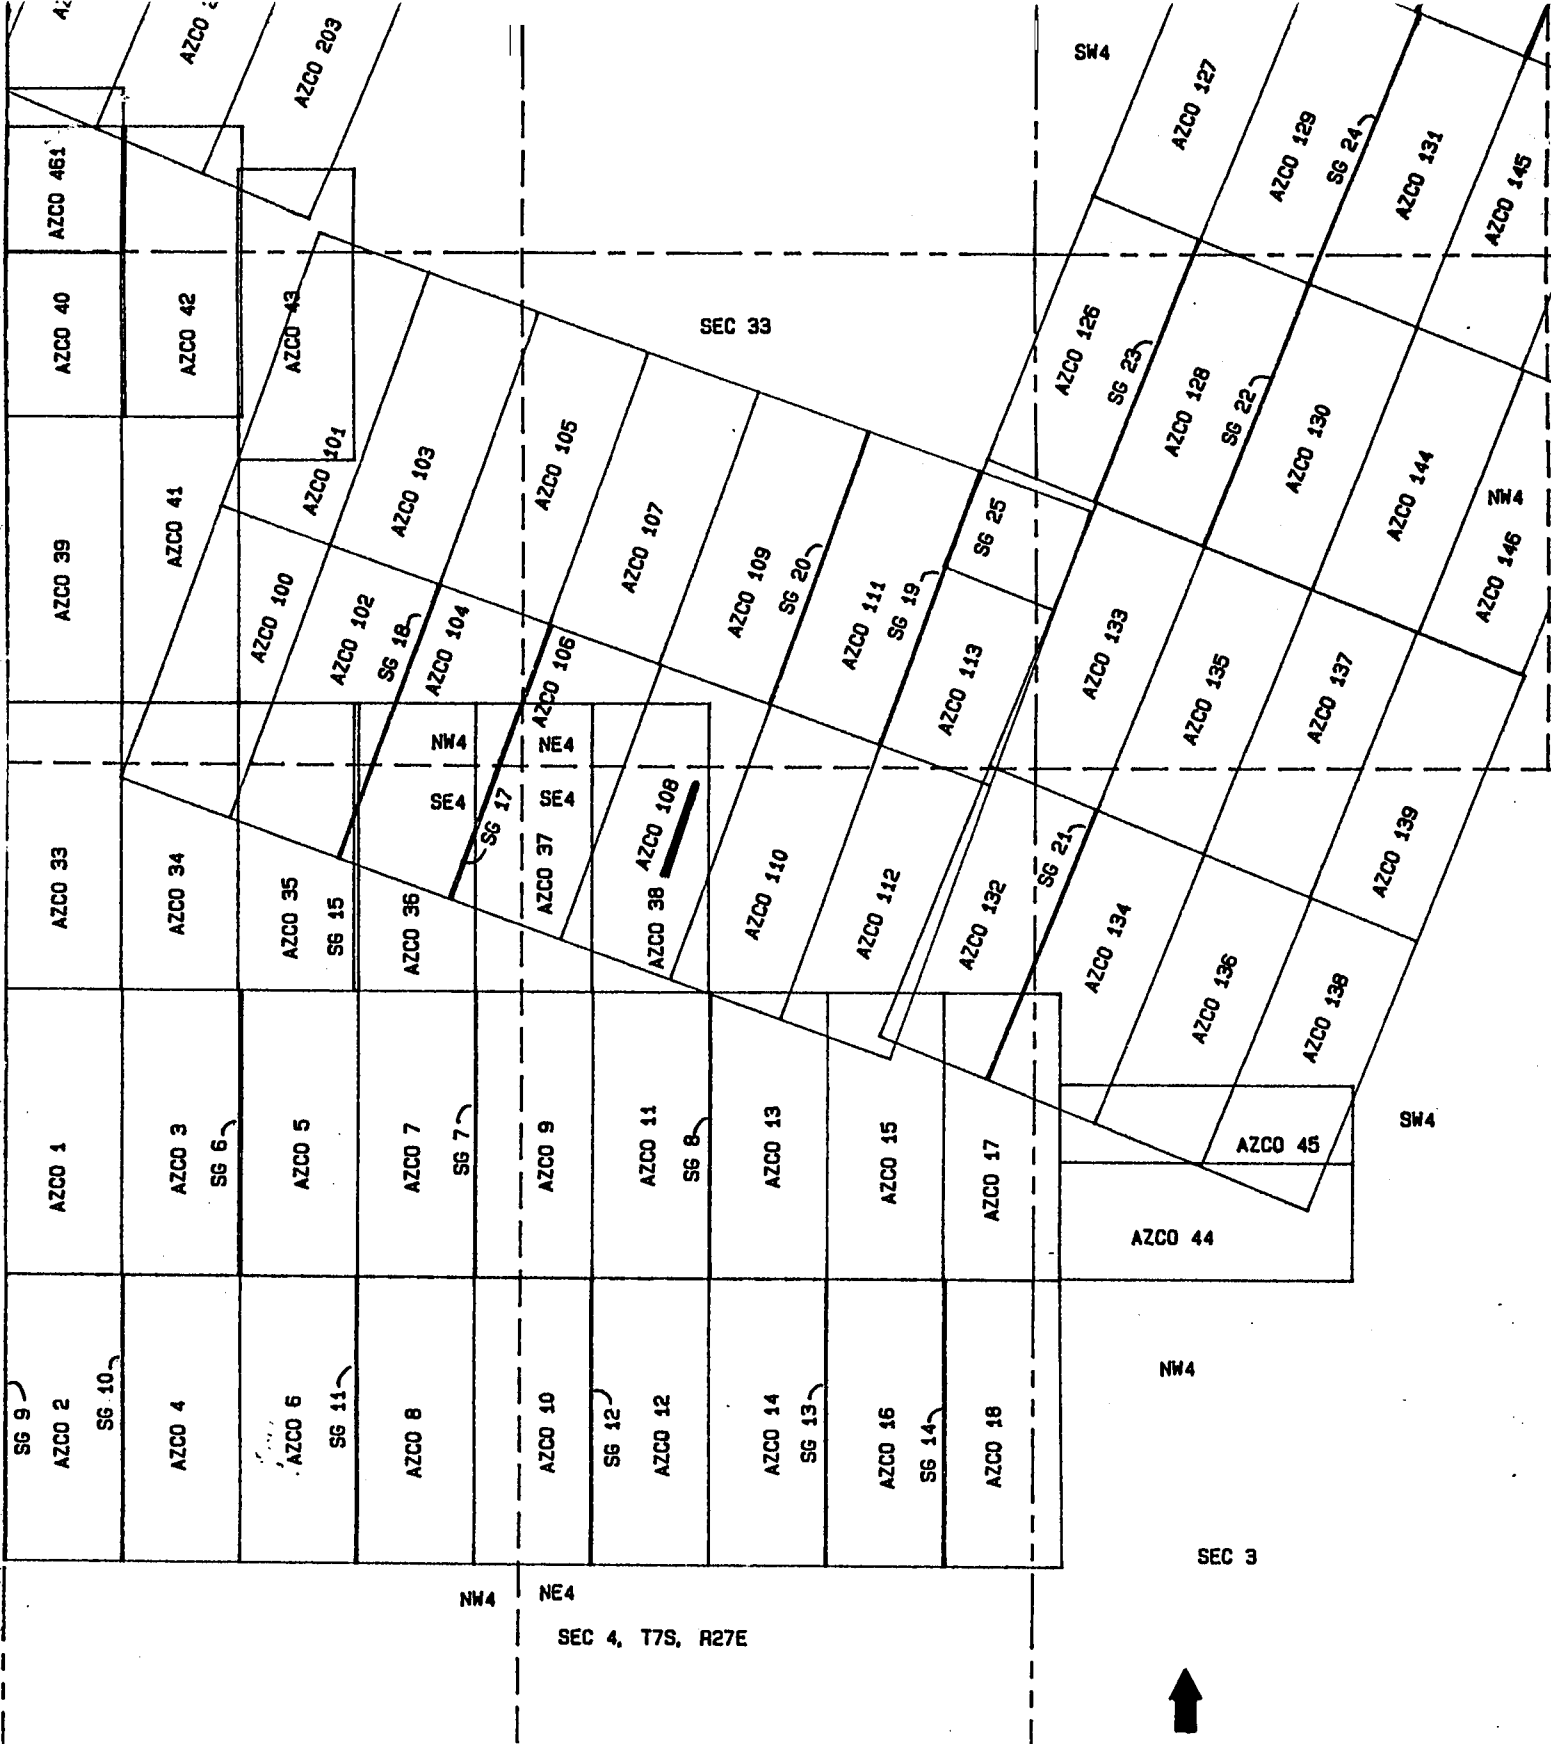 AZCO 203
SW4
AZCO 127
AZCO 129
SG 24
AZCO 131
AZCO 145
AZCO 461
AZCO 40
AZCO 42
AZCO 43
SEC 33
AZCO 126
SG 23
AZCO 128
SG 22
AZCO 130
AZCO 144
NW4
AZCO 146
AZCO 39
AZCO 41
AZCO 101
AZCO 103
AZCO 105
AZCO 107
AZCO 109
SG 20
AZCO 111
SG 19
SG 25
AZCO 113
AZCO 133
AZCO 135
AZCO 137
AZCO 139
AZCO 100
AZCO 102
SG 18
AZCO 104
AZCO 106
NW4
NE4
SE4
SE4
SG 17
AZCO 108
AZCO 110
AZCO 112
AZCO 132
SG 21
AZCO 134
AZCO 136
AZCO 138
AZCO 33
AZCO 34
AZCO 35
SG 15
AZCO 36
AZCO 37
AZCO 38
AZCO 1
AZCO 3
SG 6
AZCO 5
AZCO 7
SG 7
AZCO 9
AZCO 11
SG 8
AZCO 13
AZCO 15
AZCO 17
AZCO 45
SW4
AZCO 44
SG 9
AZCO 2
SG 10
AZCO 4
AZCO 6
SG 11
AZCO 8
AZCO 10
SG 12
AZCO 12
AZCO 14
SG 13
AZCO 16
SG 14
AZCO 18
NW4
SEC 3
NW4
NE4
SEC 4, T7S, R27E